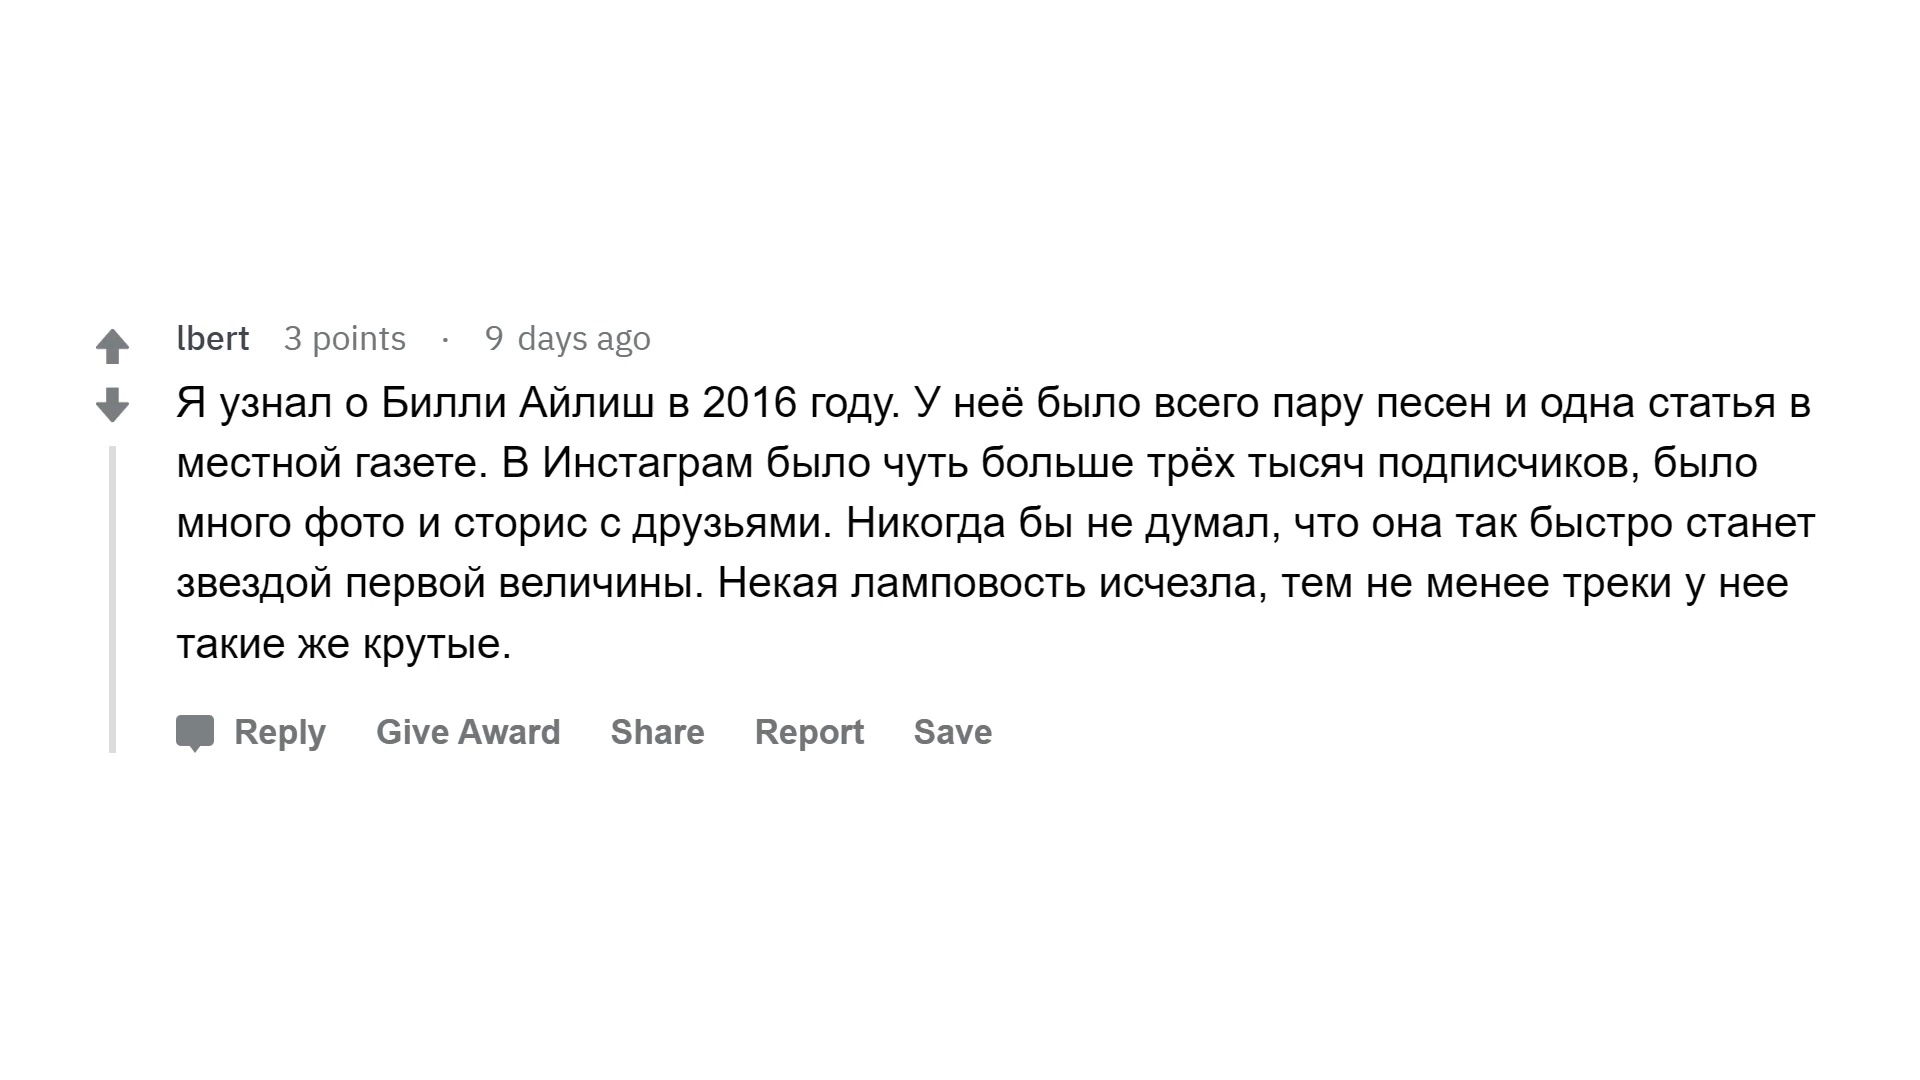 lbert 3 points · 9 days ago
Я узнал о Билли Айлиш в 2016 году. У неё было всего пару песен и одна статья в
местной газете. В Инстаграм было чуть больше трёх тысяч подписчиков, было
много фото и сторис с друзьями. Никогда бы не думал, что она так быстро станет
звездой первой величины. Некая ламповость исчезла, тем не менее треки у нее
такие же крутые.
Reply Give Award Share Report Save